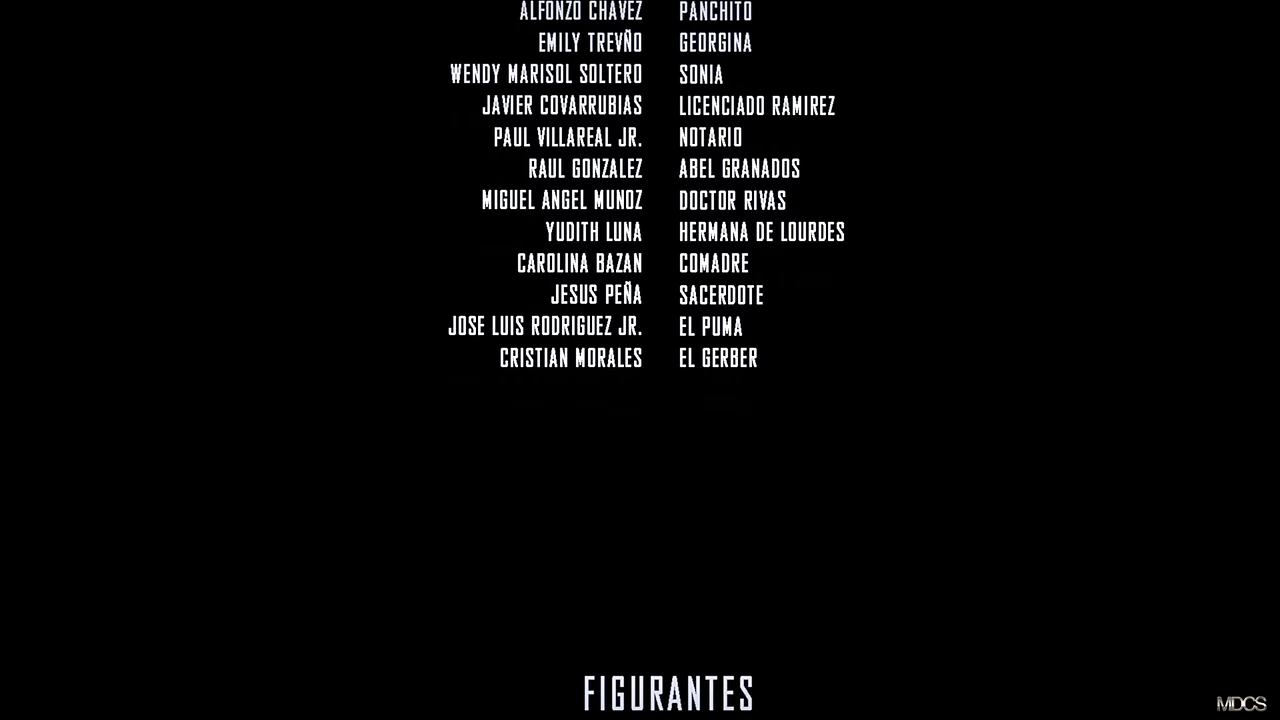 ALFONZO CHAVEZ PANCHITO
EMILY TREVÑO GEORGINA
WENDY MARISOL SOLTERO SONIA
JAVIER COVARRUBIAS LICENCIADO RAMIREZ
PAUL VILLAREAL JR. NOTARIO
RAUL GONZALEZ ABEL GRANADOS
MIGUEL ANGEL MUNOZ DOCTOR RIVAS
YUDITH LUNA HERMANA DE LOURDES
CAROLINA BAZAN COMADRE
JESUS PEÑA SACERDOTE
JOSE LUIS RODRIGUEZ JR. EL PUMA
CRISTIAN MORALES EL GERBER
FIGURANTES
MDCS